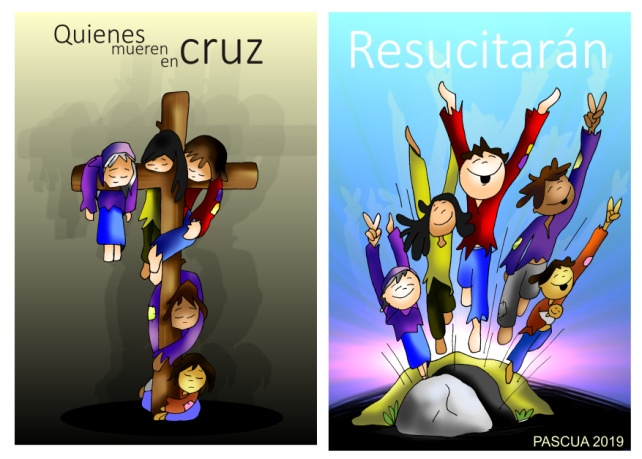 Quienes
mueren
en cruz
Resucitarán
PASCUA 2019